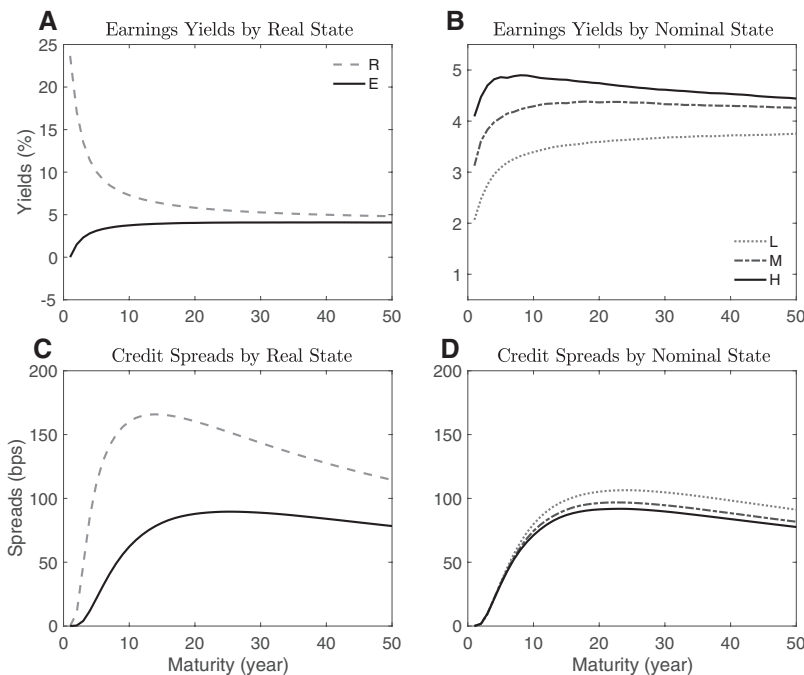 A
Earnings Yields by Real State
25
20
15
10
5
0
-5
Yields (%)
R
E
0 10 20 30 40 50
B
Earnings Yields by Nominal State
5
4
3
2
1
L
M
H
0 10 20 30 40 50
C
Credit Spreads by Real State
200
150
100
50
0
Spreads (bps)
0 10 20 30 40 50
Maturity (year)
D
Credit Spreads by Nominal State
200
150
100
50
0
0 10 20 30 40 50
Maturity (year)